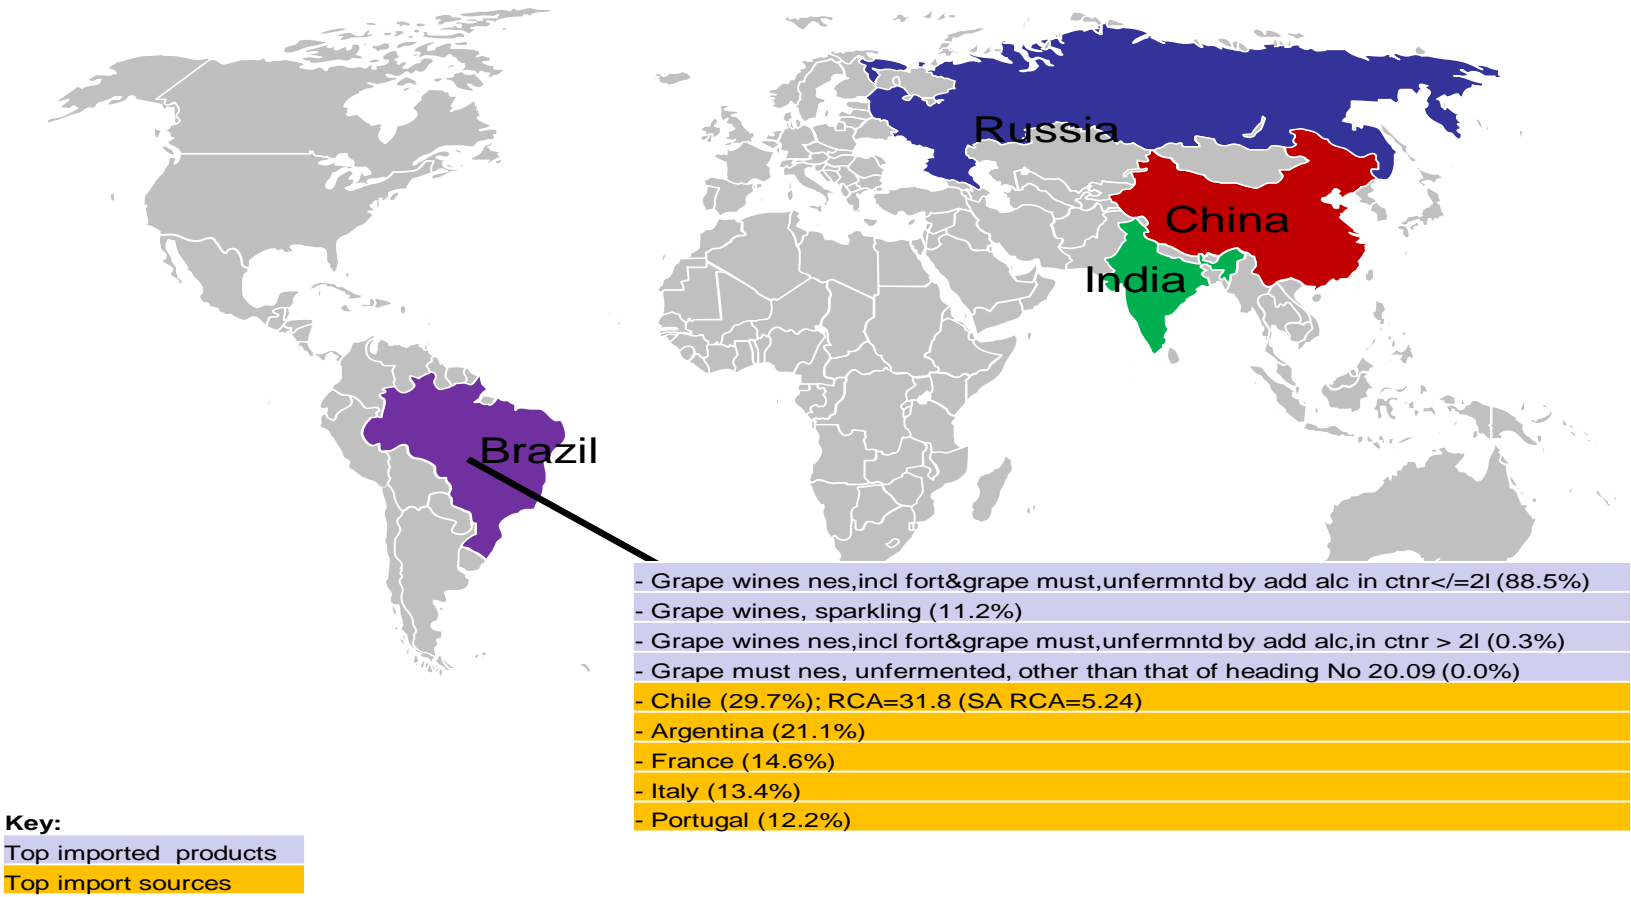 Russia
China
India
Brazil
- Grape wines nes,incl fort&grape must,unfermntd by add alc in ctnr</=2l (88.5%)
- Grape wines, sparkling (11.2%)
- Grape wines nes,incl fort&grape must,unfermntd by add alc,in ctnr > 2l (0.3%)
- Grape must nes, unfermented, other than that of heading No 20.09 (0.0%)
- Chile (29.7%); RCA=31.8 (SA RCA=5.24)
- Argentina (21.1%)
- France (14.6%)
- Italy (13.4%)
- Portugal (12.2%)
Key:
Top imported products
Top import sources